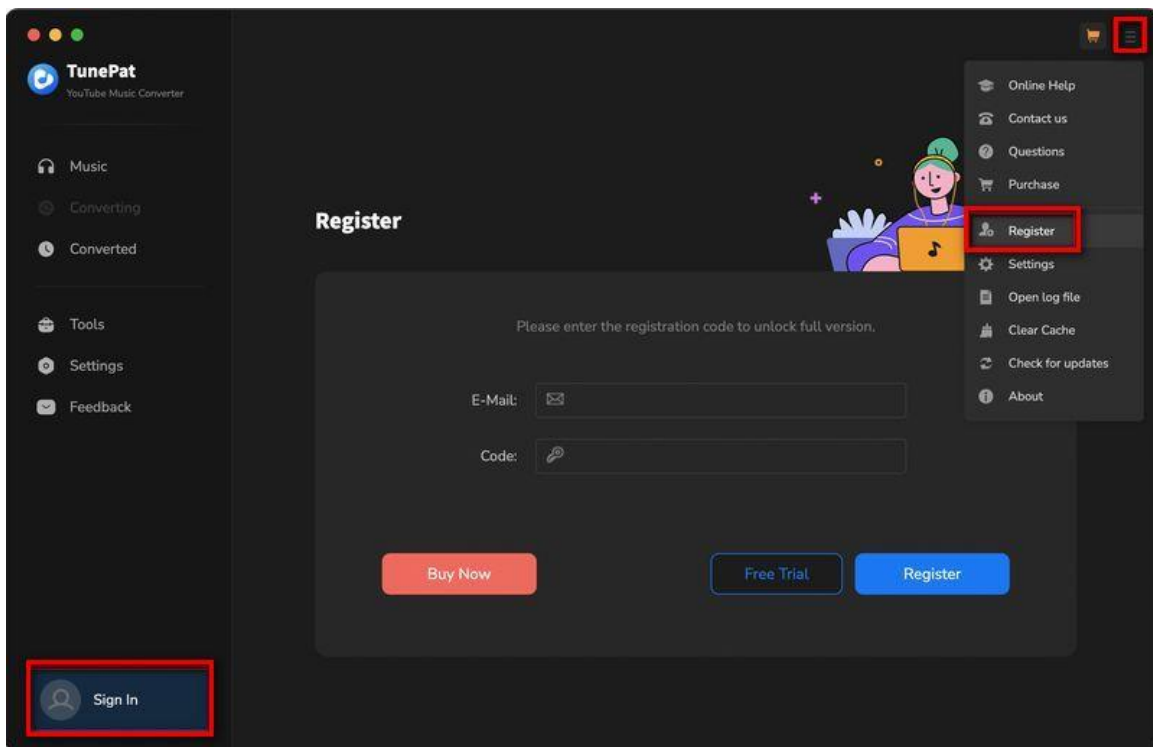 TunePat
YouTube Music Converter
Music
Converting
Converted
Tools
Settings
Feedback
Sign In
Register
Please enter the registration code to unlock full version.
E-Mail:
Code:
Buy Now
Free Trial
Register
Online Help
Contact us
Questions
Purchase
Register
Settings
Open log file
Clear Cache
Check for updates
About